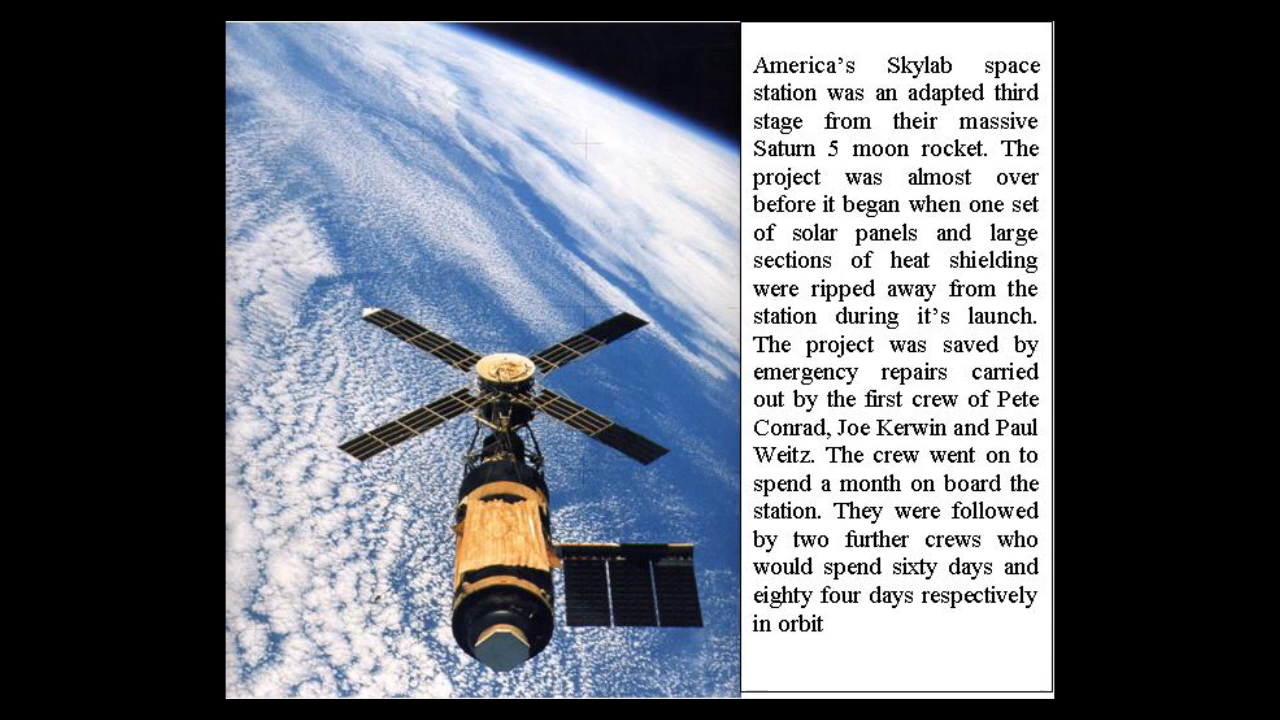 America's Skylab space
station was an adapted third
stage from their massive
Saturn 5 moon rocket. The
project was almost over
before it began when one set
of solar panels and large
sections of heat shielding
were ripped away from the
station during it's launch.
The project was saved by
emergency repairs carried
out by the first crew of Pete
Conrad, Joe Kerwin and Paul
Weitz. The crew went on to
spend a month on board the
station. They were followed
by two further crews who
would spend sixty days and
eighty four days respectively
in orbit